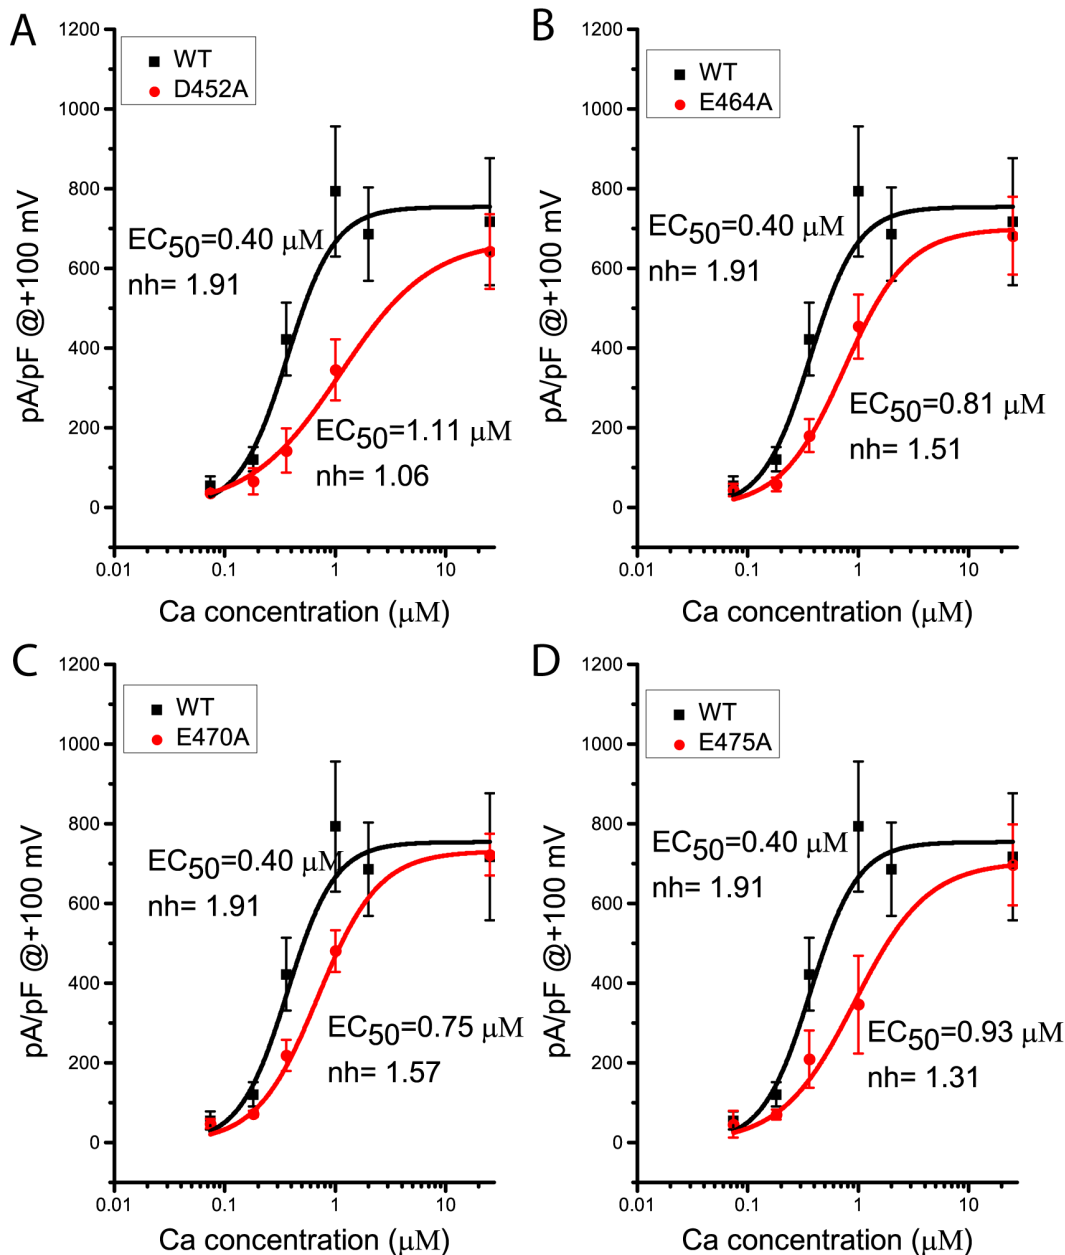 A
WT
D452A
1200
1000
800
600
400
200
0
pA/pF @+100 mV
EC50=0.40 μM
nh= 1.91
EC50=1.11 μM
nh= 1.06
0.01 0.1 1 10
Ca concentration (μM)
B
WT
E464A
1200
1000
800
600
400
200
0
pA/pF @+100 mV
EC50=0.40 μM
nh= 1.91
EC50=0.81 μM
nh= 1.51
0.01 0.1 1 10
Ca concentration (μM)
C
WT
E470A
1200
1000
800
600
400
200
0
pA/pF @+100 mV
EC50=0.40 μM
nh= 1.91
EC50=0.75 μM
nh= 1.57
0.01 0.1 1 10
Ca concentration (μM)
D
WT
E475A
1200
1000
800
600
400
200
0
pA/pF @+100 mV
EC50=0.40 μM
nh= 1.91
EC50=0.93 μM
nh= 1.31
0.01 0.1 1 10
Ca concentration (μM)